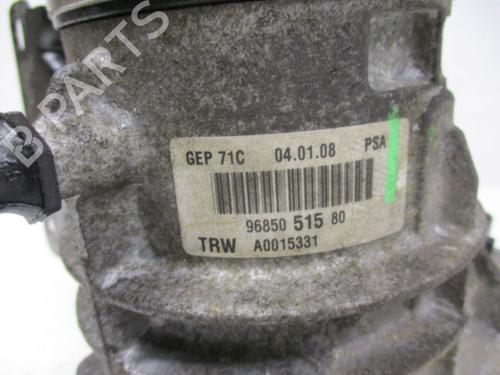 GEP 71C 04.01.08 PSA
96850 515 80
TRW A0015331
B-PARTS